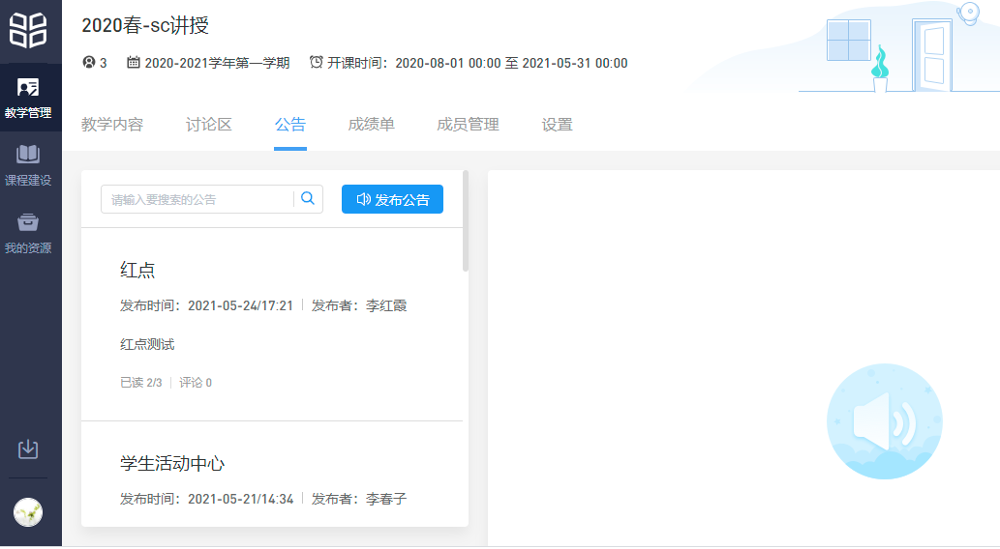 2020春-sc讲授
3 2020-2021学年第一学期 开课时间：2020-08-01 00:00 至 2021-05-31 00:00
教学管理
课程建设
我的资源
教学内容 讨论区 公告 成绩单 成员管理 设置
请输入要搜索的公告 发布公告
红点
发布时间：2021-05-24/17:21 发布者：李红霞
红点测试
已读 2/3 评论 0
学生活动中心
发布时间：2021-05-21/14:34 发布者：李春子